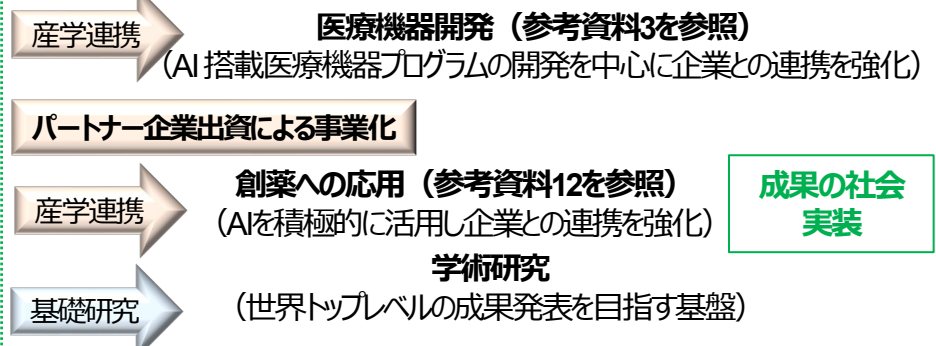 産学連携
医療機器開発（参考資料3を参照）
（AI 搭載医療機器プログラムの開発を中心に企業との連携を強化）
パートナー企業出資による事業化
産学連携
創薬への応用（参考資料12を参照）
（AIを積極的に活用し企業との連携を強化）
成果の社会
実装
基礎研究
学術研究
（世界トップレベルの成果発表を目指す基盤）